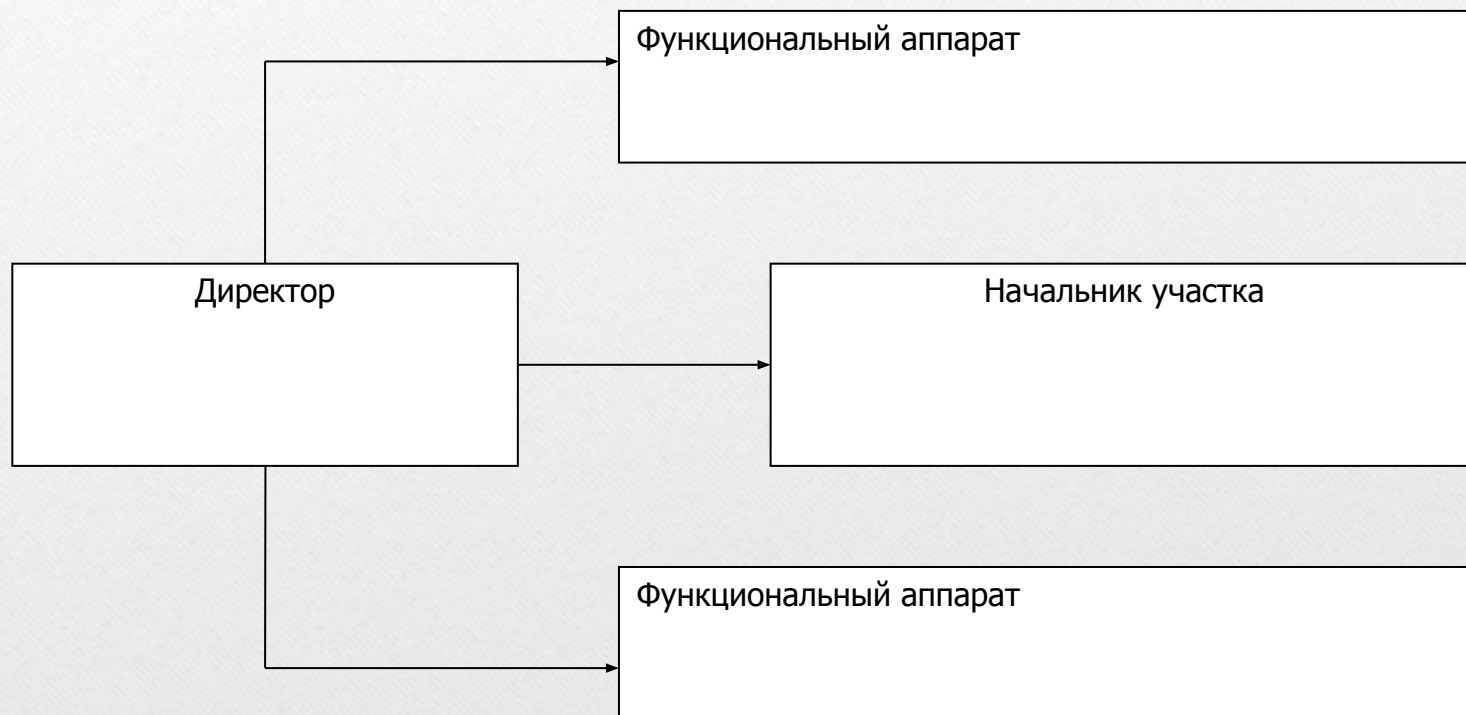 Функциональный аппарат
Директор
Начальник участка
Функциональный аппарат